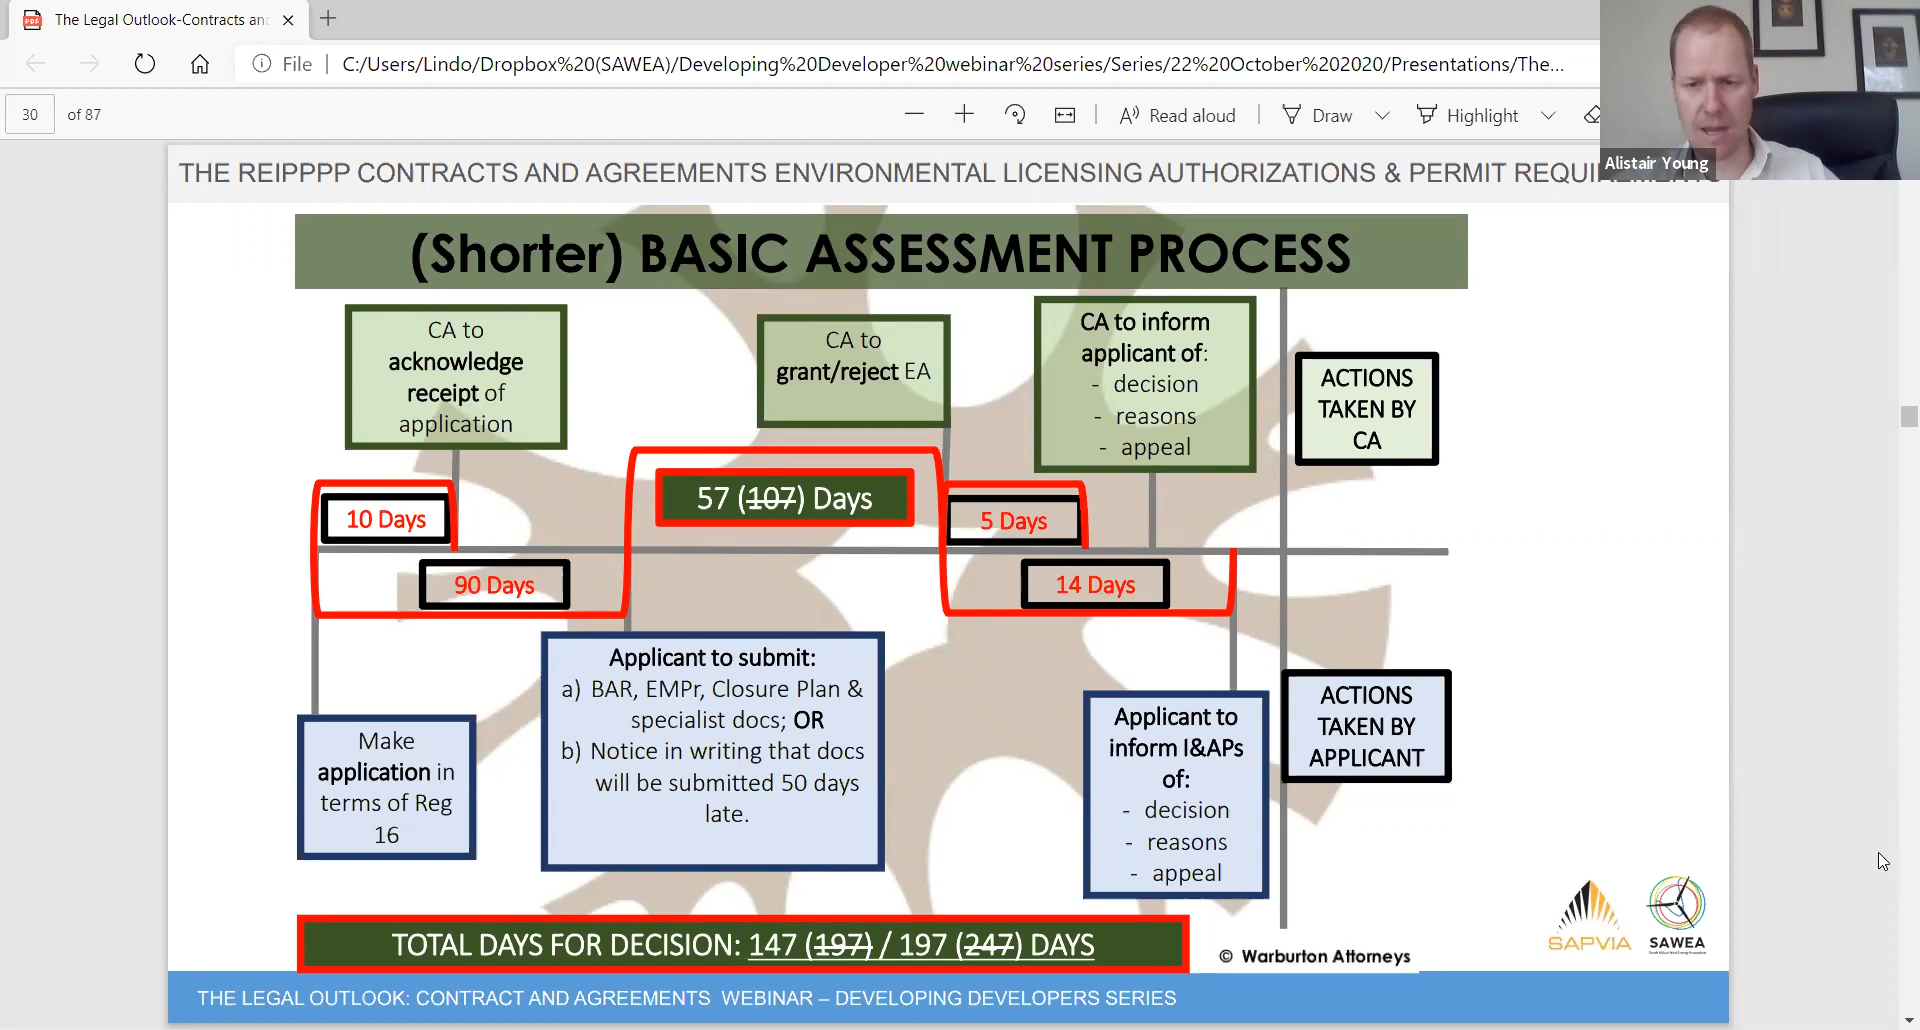 The Legal Outlook-Contracts and
File
C:/Users/Lindo/Dropbox%20(SAWEA)/Developing%20Developer%20webinar%20series/Series/22%20October%202020/Presentations/The...
30 of 87
Read aloud
Draw
Highlight
Alistair Young
THE REIPPPP CONTRACTS AND AGREEMENTS ENVIRONMENTAL LICENSING AUTHORIZATIONS & PERMIT REQUIREMENTS
(Shorter) BASIC ASSESSMENT PROCESS
CA to
acknowledge
receipt of
application
CA to
grant/reject EA
CA to inform
applicant of:
- decision
- reasons
- appeal
ACTIONS
TAKEN BY
CA
10 Days
57 (107) Days
5 Days
90 Days
14 Days
Make
application in
terms of Reg
16
Applicant to submit:
a) BAR, EMPr, Closure Plan &
specialist docs; OR
b) Notice in writing that docs
will be submitted 50 days
late.
Applicant to
inform I&APs
of:
- decision
- reasons
- appeal
ACTIONS
TAKEN BY
APPLICANT
TOTAL DAYS FOR DECISION: 147 (197) / 197 (247) DAYS
© Warburton Attorneys
SAPVIA
SAWEA
THE LEGAL OUTLOOK: CONTRACT AND AGREEMENTS WEBINAR – DEVELOPING DEVELOPERS SERIES